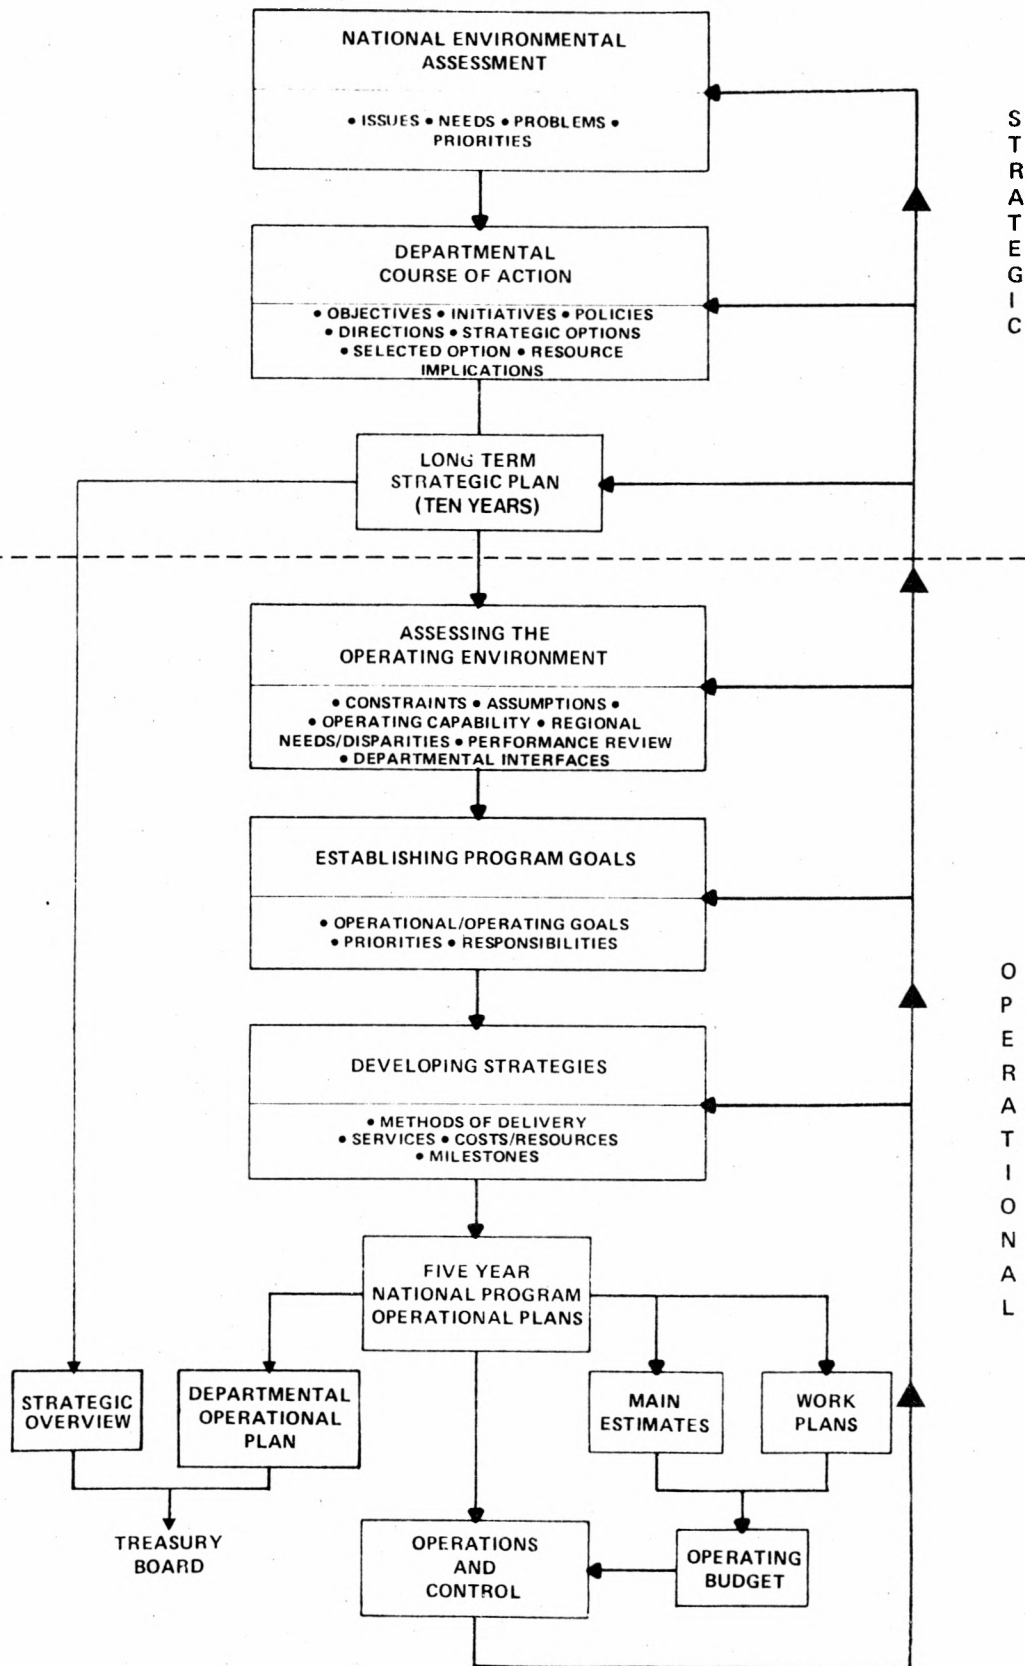 NATIONAL ENVIRONMENTAL
ASSESSMENT
• ISSUES • NEEDS • PROBLEMS •
PRIORITIES
DEPARTMENTAL
COURSE OF ACTION
• OBJECTIVES • INITIATIVES • POLICIES
• DIRECTIONS • STRATEGIC OPTIONS
• SELECTED OPTION • RESOURCE
IMPLICATIONS
LONG TERM
STRATEGIC PLAN
(TEN YEARS)
STRATEGIC
ASSESSING THE
OPERATING ENVIRONMENT
• CONSTRAINTS • ASSUMPTIONS •
• OPERATING CAPABILITY • REGIONAL
NEEDS/DISPARITIES • PERFORMANCE REVIEW
• DEPARTMENTAL INTERFACES
ESTABLISHING PROGRAM GOALS
• OPERATIONAL/OPERATING GOALS
• PRIORITIES • RESPONSIBILITIES
DEVELOPING STRATEGIES
• METHODS OF DELIVERY
• SERVICES • COSTS/RESOURCES
• MILESTONES
OPERATIONAL
FIVE YEAR
NATIONAL PROGRAM
OPERATIONAL PLANS
STRATEGIC
OVERVIEW
DEPARTMENTAL
OPERATIONAL
PLAN
MAIN
ESTIMATES
WORK
PLANS
TREASURY
BOARD
OPERATIONS
AND
CONTROL
OPERATING
BUDGET